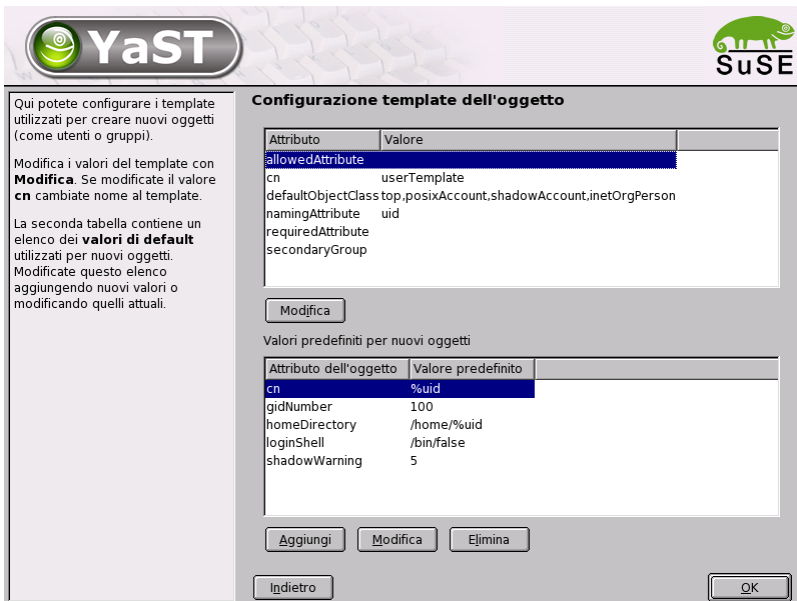 YaST
SuSE
Qui potete configurare i template
utilizzati per creare nuovi oggetti
(come utenti o gruppi).
Modifica i valori del template con
Modifica. Se modificate il valore
cn cambiate nome al template.
La seconda tabella contiene un
elenco dei valori di default
utilizzati per nuovi oggetti.
Modificate questo elenco
aggiungendo nuovi valori o
modificando quelli attuali.
Configurazione template dell'oggetto
Attributo Valore
allowedAttribute
cn userTemplate
defaultObjectClass top,posixAccount,shadowAccount,inetOrgPerson
namingAttribute uid
requiredAttribute
secondaryGroup
Modifica
Valori predefiniti per nuovi oggetti
Attributo dell'oggetto Valore predefinito
cn %uid
gidNumber 100
homeDirectory /home/%uid
loginShell /bin/false
shadowWarning 5
Aggiungi Modifica Elimina
Indietro OK